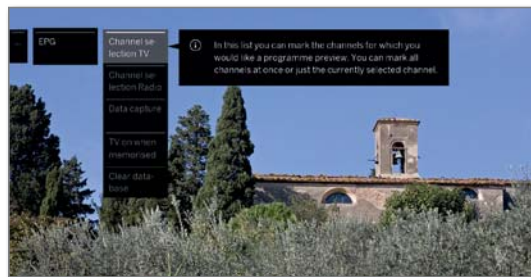 EPG
Channel se-
lection TV
In this list you can mark the channels for which you
would like a programme preview. You can mark all
channels at once or just the currently selected channel.
Channel se-
lection Radio
Data capture
TV on when
memorised
Clear data-
base